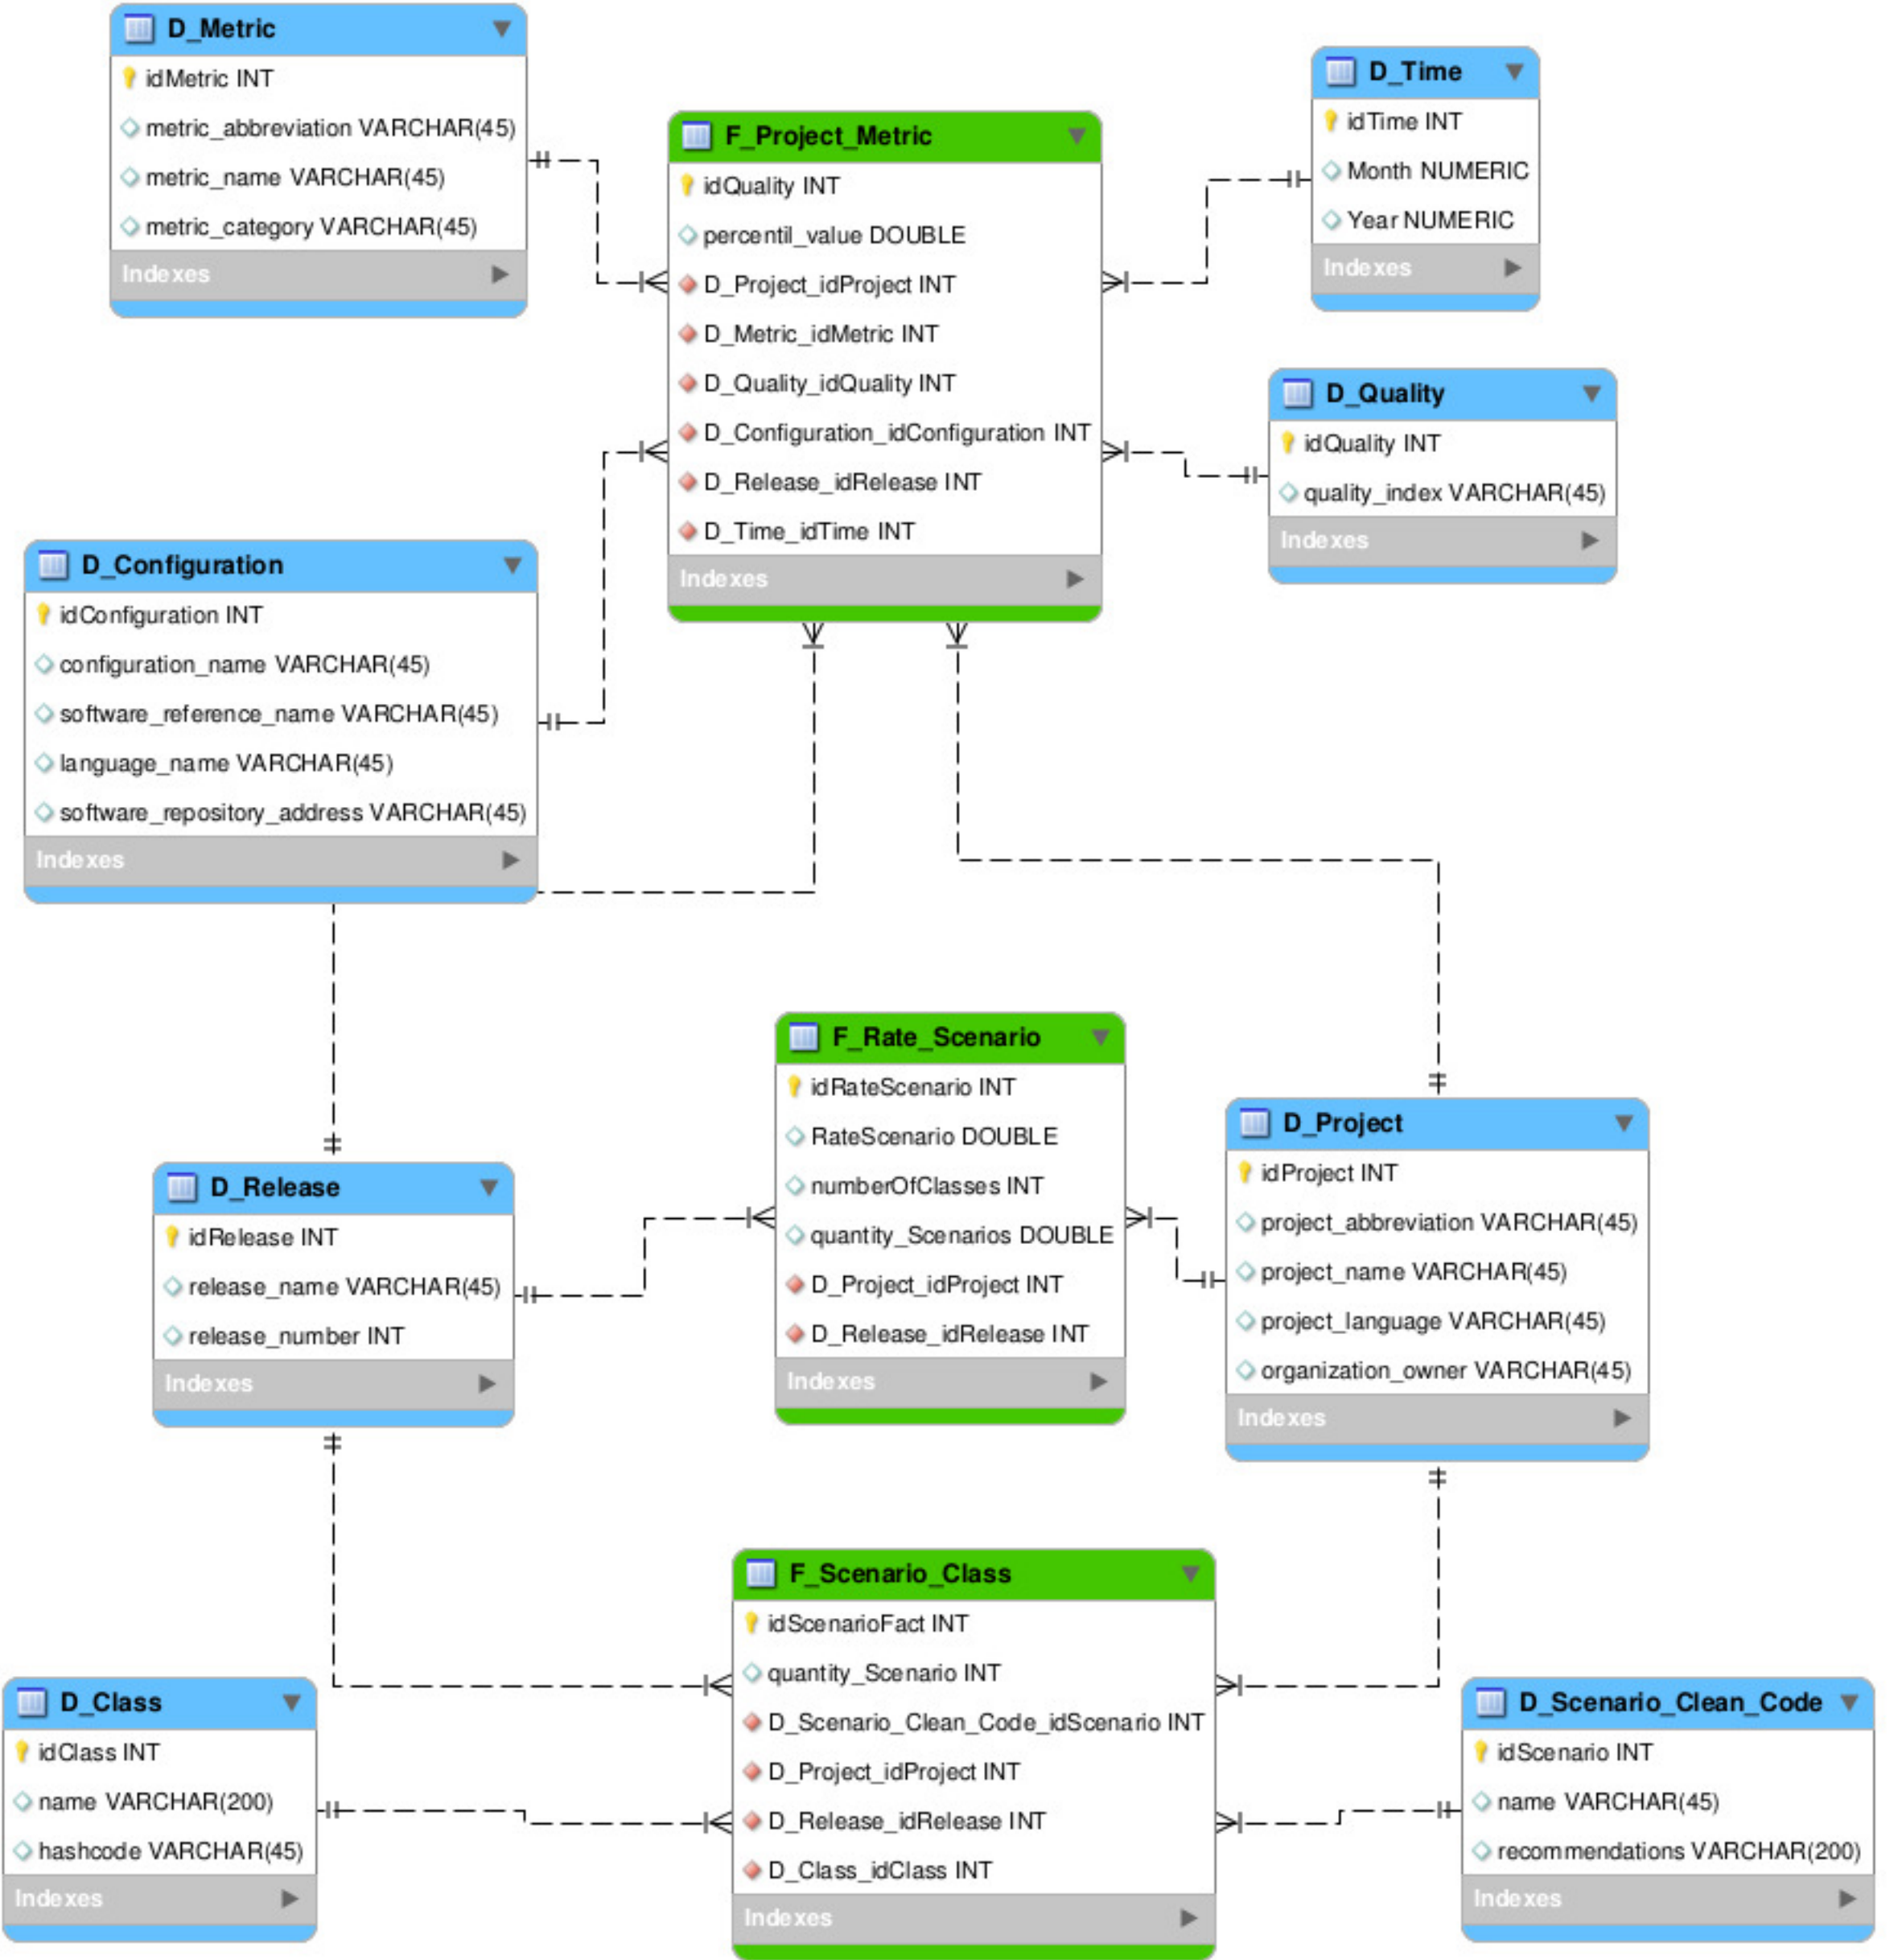 D_Metric
idMetric INT
metric_abbreviation VARCHAR(45)
metric_name VARCHAR(45)
metric_category VARCHAR(45)
Indexes
F_Project_Metric
idQuality INT
percentil_value DOUBLE
D_Project_idProject INT
D_Metric_idMetric INT
D_Quality_idQuality INT
D_Configuration_idConfiguration INT
D_Release_idRelease INT
D_Time_idTime INT
Indexes
D_Time
idTime INT
Month NUMERIC
Year NUMERIC
Indexes
D_Quality
idQuality INT
quality_index VARCHAR(45)
Indexes
D_Configuration
idConfiguration INT
configuration_name VARCHAR(45)
software_reference_name VARCHAR(45)
language_name VARCHAR(45)
software_repository_address VARCHAR(45)
Indexes
D_Release
idRelease INT
release_name VARCHAR(45)
release_number INT
Indexes
F_Rate_Scenario
idRateScenario INT
RateScenario DOUBLE
numberOfClasses INT
quantity_Scenarios DOUBLE
D_Project_idProject INT
D_Release_idRelease INT
Indexes
D_Project
idProject INT
project_abbreviation VARCHAR(45)
project_name VARCHAR(45)
project_language VARCHAR(45)
organization_owner VARCHAR(45)
Indexes
D_Class
idClass INT
name VARCHAR(200)
hashcode VARCHAR(45)
Indexes
F_Scenario_Class
idScenarioFact INT
quantity_Scenario INT
D_Scenario_Clean_Code_idScenario INT
D_Project_idProject INT
D_Release_idRelease INT
D_Class_idClass INT
Indexes
D_Scenario_Clean_Code
idScenario INT
name VARCHAR(45)
recommendations VARCHAR(200)
Indexes